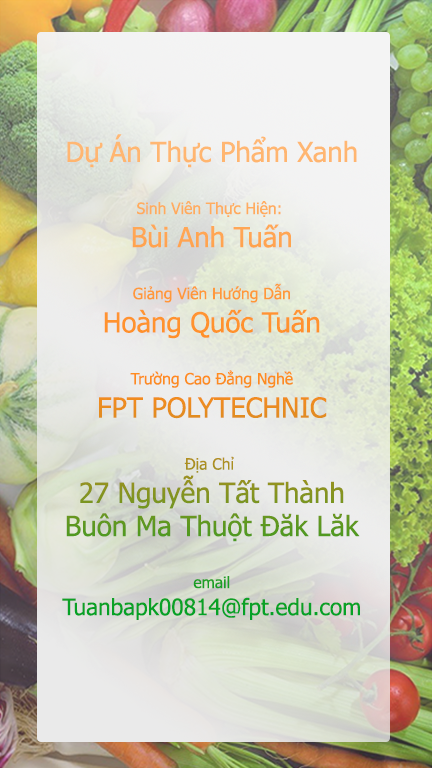 Dự Án Thực Phẩm Xanh
Sinh Viên Thực Hiện:
Bùi Anh Tuấn
Giảng Viên Hướng Dẫn
Hoàng Quốc Tuấn
Trường Cao Đẳng Nghề
FPT POLYTECHNIC
Địa Chỉ
27 Nguyễn Tất Thành
Buôn Ma Thuột Đăk Lăk
email
Tuanbapk00814@fpt.edu.com